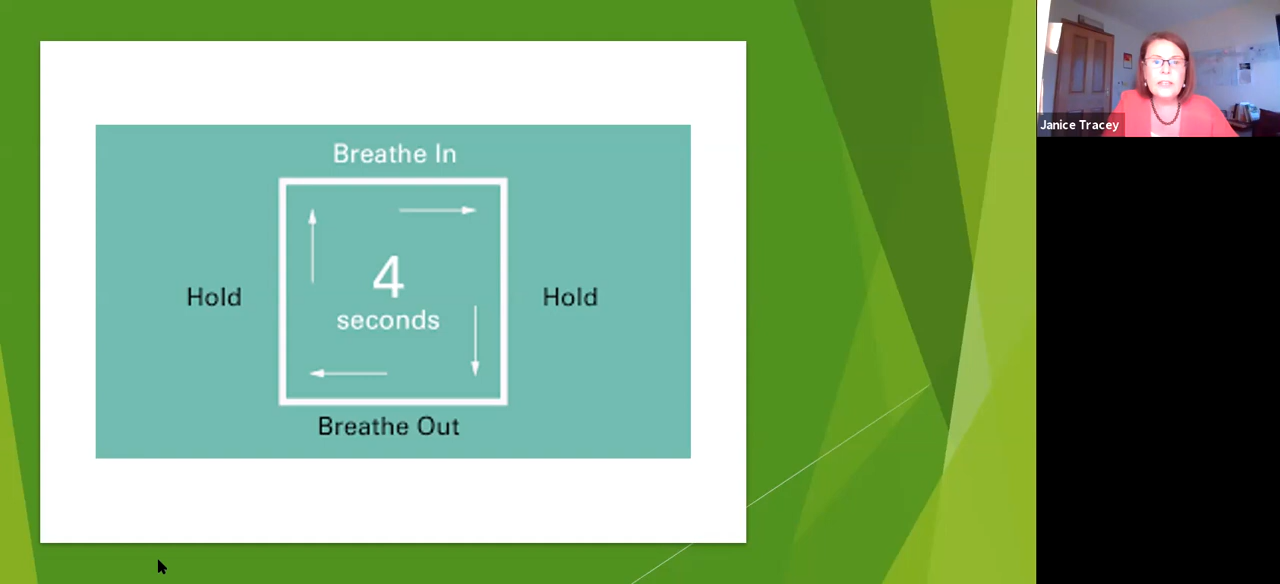 Breathe In
4
seconds
Hold
Hold
Breathe Out
Janice Tracey